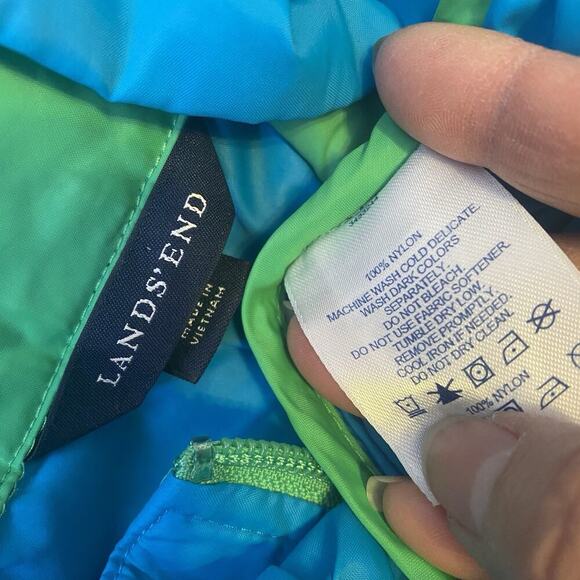 LANDS' END
MADE IN
VIETNAM
100% NYLON
MACHINE WASH COLD DELICATE.
WASH DARK COLORS
SEPARATELY.
DO NOT BLEACH.
DO NOT USE FABRIC SOFTENER.
TUMBLE DRY LOW.
REMOVE PROMPTLY.
COOL IRON IF NEEDED.
DO NOT DRY CLEAN.
100% NYLON